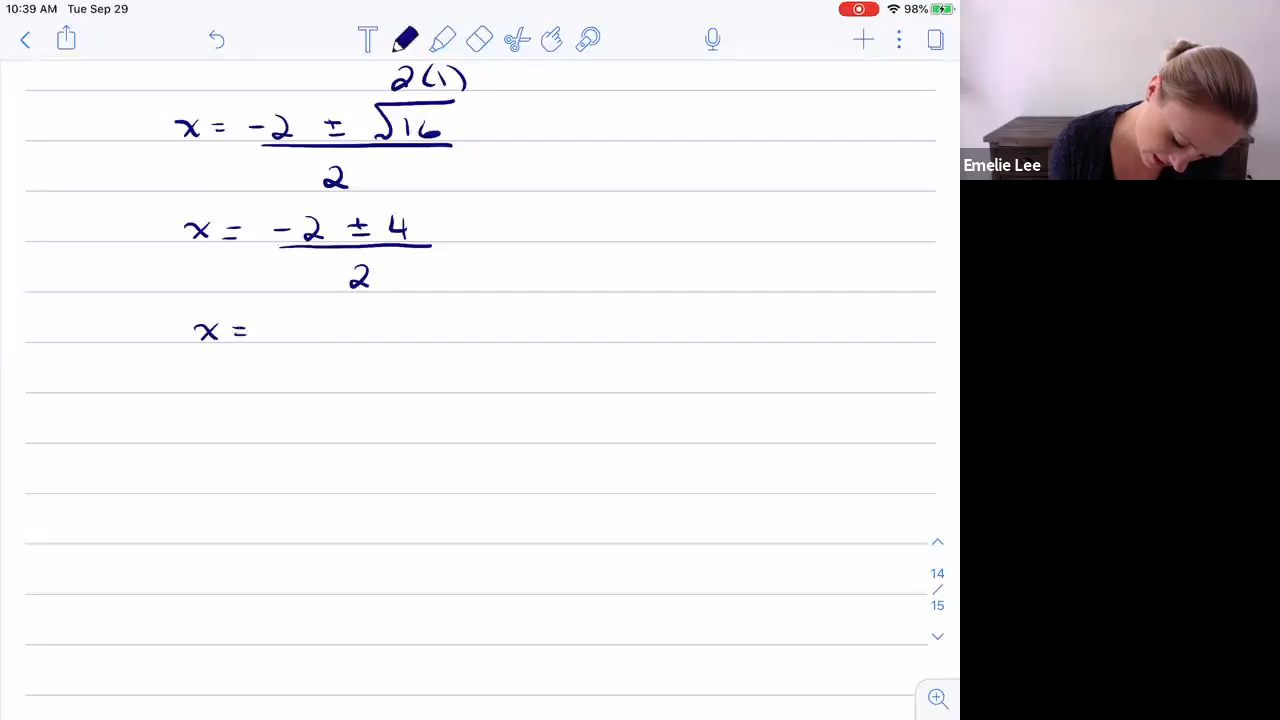 10:39 AM Tue Sep 29
98%
T
2(1)
x = -2 ± √16
2
x = -2 ± 4
2
x =
Emelie Lee
14
/
15